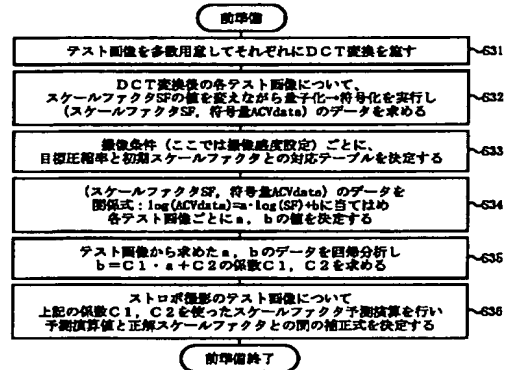 前準備
テスト画像を多数用意してそれぞれにDCT変換を施す
S31
DCT変換後の各テスト画像について、
スケールファクタSFの値を変えながら量子化→符号化を実行し
(スケールファクタSF, 符号量ACVdata) のデータを求める
S32
撮像条件 (ここでは撮像感度設定) ごとに、
目標圧縮率と初期スケールファクタとの対応テーブルを決定する
S33
(スケールファクタSF, 符号量ACVdata) のデータを
関係式:log(ACVdata)=a·log(SF)+bに当てはめ
各テスト画像ごとにa, bの値を決定する
S34
テスト画像から求めたa, bのデータを回帰分析し
b=C1・a+C2の係数C1, C2を求める
S35
ストロボ撮影のテスト画像について
上記の係数C1, C2を使ったスケールファクタ予測演算を行い
予測演算値と正解スケールファクタとの間の補正式を決定する
S36
前準備終了